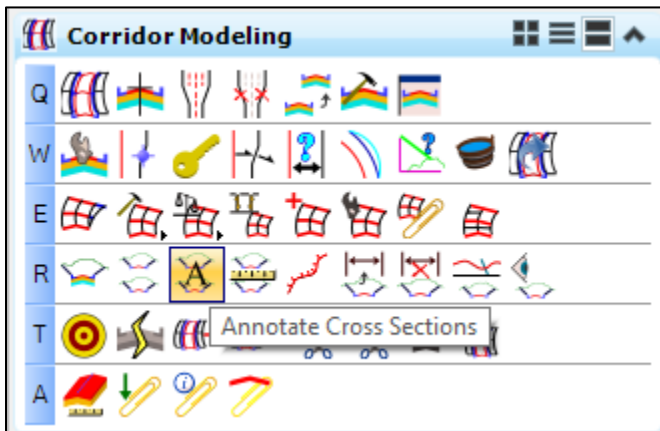 Corridor Modeling
Q
W
E
R
A
Annotate Cross Sections
T
A